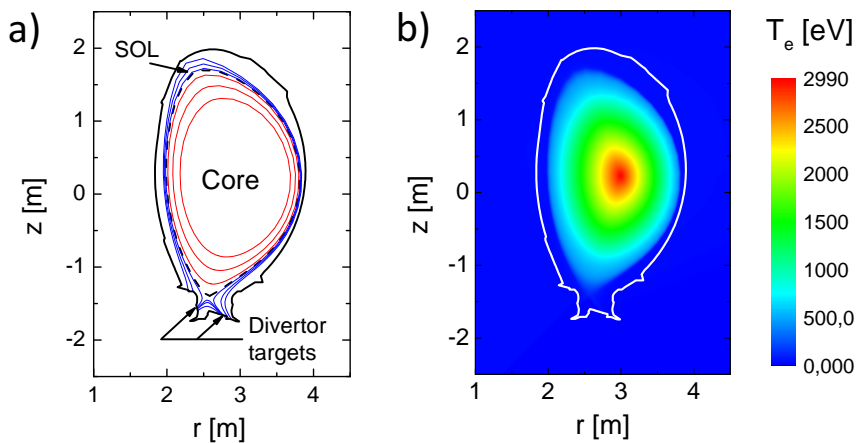 a)
SOL
Core
Divertor
targets
2
1
0
-1
-2
z [m]
1
2
3
4
r [m]
b)
2
1
0
-1
-2
z [m]
1
2
3
4
r [m]
T_e [eV]
2990
2500
2000
1500
1000
500,0
0,000